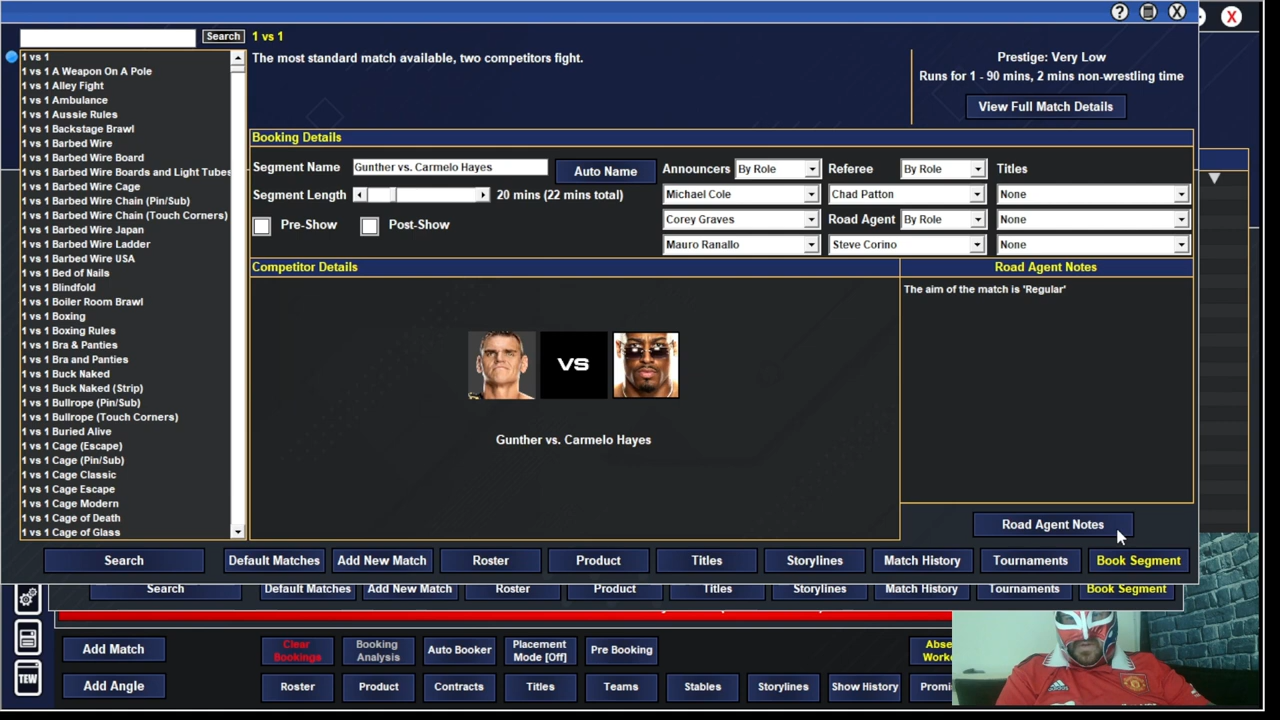 ? X X
Search 1 vs 1
1 vs 1
1 vs 1 A Weapon On A Pole
1 vs 1 Alley Fight
1 vs 1 Ambulance
1 vs 1 Aussie Rules
1 vs 1 Backstage Brawl
1 vs 1 Barbed Wire
1 vs 1 Barbed Wire Board
1 vs 1 Barbed Wire Boards and Light Tubes
1 vs 1 Barbed Wire Cage
1 vs 1 Barbed Wire Chain (Pin/Sub)
1 vs 1 Barbed Wire Chain (Touch Corners)
1 vs 1 Barbed Wire Japan
1 vs 1 Barbed Wire Ladder
1 vs 1 Barbed Wire USA
1 vs 1 Bed of Nails
1 vs 1 Blindfold
1 vs 1 Boiler Room Brawl
1 vs 1 Boxing
1 vs 1 Boxing Rules
1 vs 1 Bra & Panties
1 vs 1 Bra and Panties
1 vs 1 Buck Naked
1 vs 1 Buck Naked (Strip)
1 vs 1 Bullrope (Pin/Sub)
1 vs 1 Bullrope (Touch Corners)
1 vs 1 Buried Alive
1 vs 1 Cage (Escape)
1 vs 1 Cage (Pin/Sub)
1 vs 1 Cage Classic
1 vs 1 Cage Escape
1 vs 1 Cage Modern
1 vs 1 Cage of Death
1 vs 1 Cage of Glass
The most standard match available, two competitors fight.
Prestige: Very Low
Runs for 1 - 90 mins, 2 mins non-wrestling time
View Full Match Details
Booking Details
Segment Name Gunther vs. Carmelo Hayes Auto Name
Segment Length 20 mins (22 mins total)
Pre-Show Post-Show
Announcers By Role Referee By Role Titles
Michael Cole Chad Patton None
Corey Graves Road Agent By Role None
Mauro Ranallo Steve Corino None
Competitor Details
VS
Gunther vs. Carmelo Hayes
Road Agent Notes
The aim of the match is 'Regular'
Road Agent Notes
Search Default Matches Add New Match Roster Product Titles Storylines Match History Tournaments Book Segment
Search Default Matches Add New Match Roster Product Titles Storylines Match History Tournaments Book Segment
Add Match Clear Bookings Booking Analysis Auto Booker Placement Mode [Off] Pre Booking
TEW Add Angle Roster Product Contracts Titles Teams Stables Storylines Show History
adidas